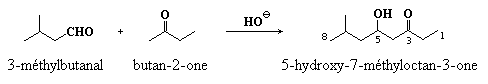 CHO + O HO⊖ OH O
8 5 3 1
3-méthylbutanal butan-2-one 5-hydroxy-7-méthyloctan-3-one